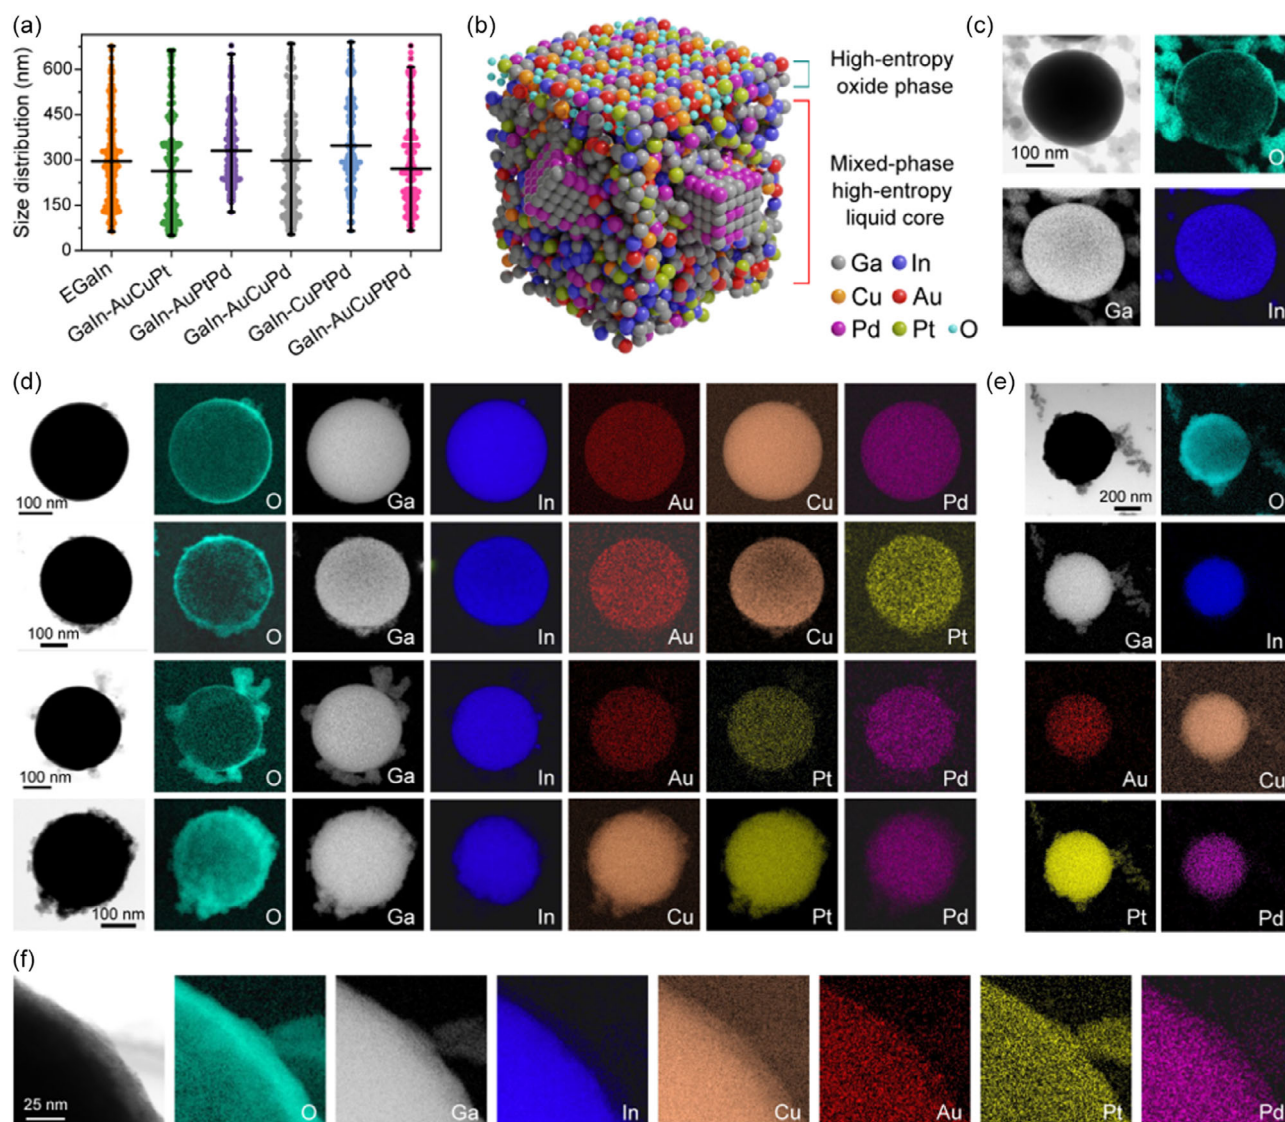 (a)
Size distribution (nm)
600
450
300
150
0
EGaIn
GaIn-AuCuPt
GaIn-AuPtPd
GaIn-AuCuPd
GaIn-CuPtPd
GaIn-AuCuPtPd
(b)
High-entropy
oxide phase
Mixed-phase
high-entropy
liquid core
Ga In
Cu Au
Pd Pt O
(c)
100 nm
O
Ga
In
(d)
100 nm
O
Ga
In
Au
Cu
Pd
100 nm
O
Ga
In
Au
Cu
Pt
100 nm
O
Ga
In
Au
Pt
Pd
100 nm
O
Ga
In
Cu
Pt
Pd
(e)
200 nm
O
Ga
In
Au
Cu
Pt
Pd
(f)
25 nm
O
Ga
In
Cu
Au
Pt
Pd